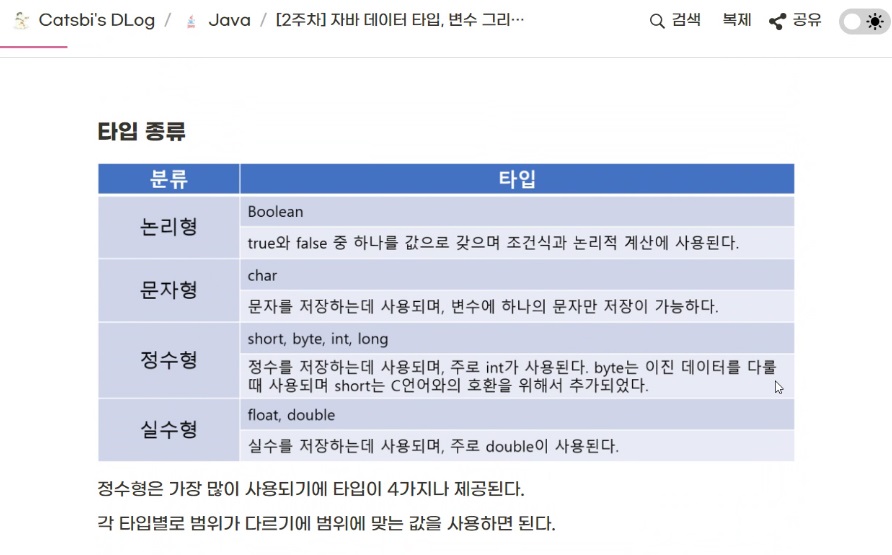 Catsbi's DLog / Java / [2주차] 자바 데이터 타입, 변수 그리… 검색 복제 공유
타입 종류
분류 타입
논리형
Boolean
true와 false 중 하나를 값으로 갖으며 조건식과 논리적 계산에 사용된다.
문자형
char
문자를 저장하는데 사용되며, 변수에 하나의 문자만 저장이 가능하다.
정수형
short, byte, int, long
정수를 저장하는데 사용되며, 주로 int가 사용된다. byte는 이진 데이터를 다룰
때 사용되며 short는 C언어와의 호환을 위해서 추가되었다.
실수형
float, double
실수를 저장하는데 사용되며, 주로 double이 사용된다.
정수형은 가장 많이 사용되기에 타입이 4가지나 제공된다.
각 타입별로 범위가 다르기에 범위에 맞는 값을 사용하면 된다.